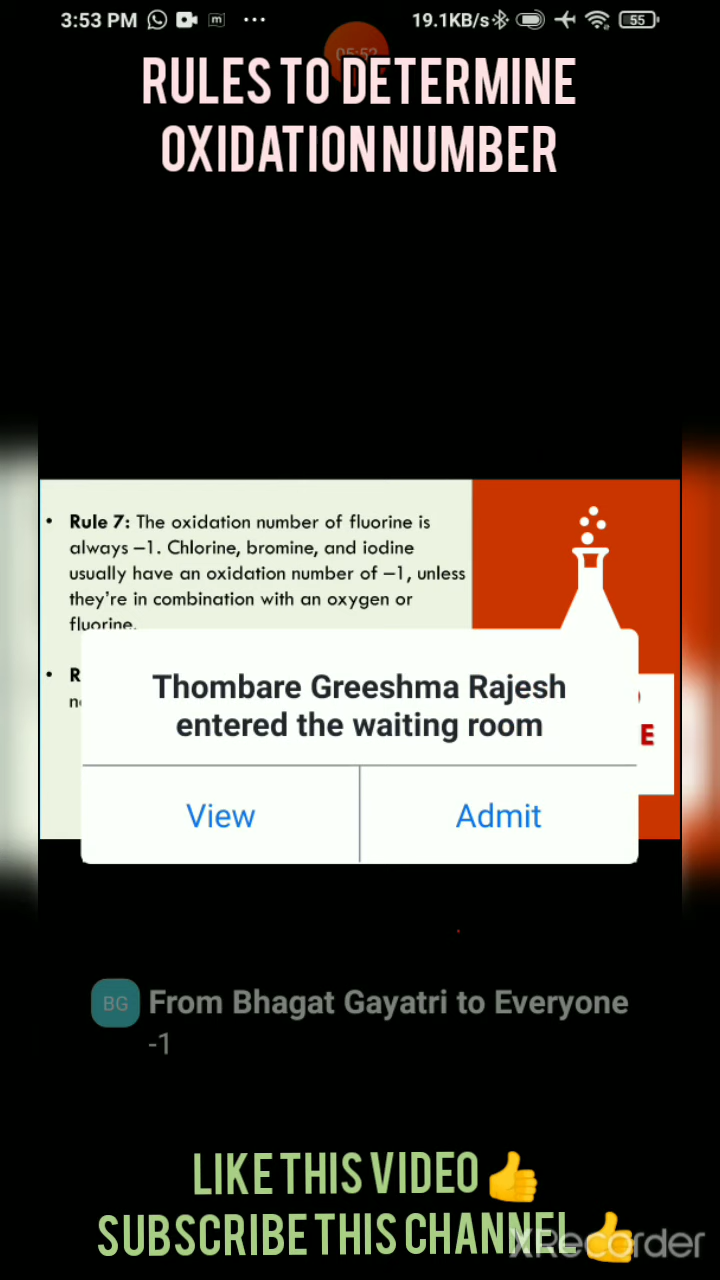 3:53 PM
19.1KB/s
55
05:52
RULES TO DETERMINE
OXIDATION NUMBER
• Rule 7: The oxidation number of fluorine is
always –1. Chlorine, bromine, and iodine
usually have an oxidation number of –1, unless
they're in combination with an oxygen or
fluorine.
Thombare Greeshma Rajesh
entered the waiting room
View
Admit
BG
From Bhagat Gayatri to Everyone
-1
LIKE THIS VIDEO 👍
SUBSCRIBE THIS CHANNEL 👍
XRecorder